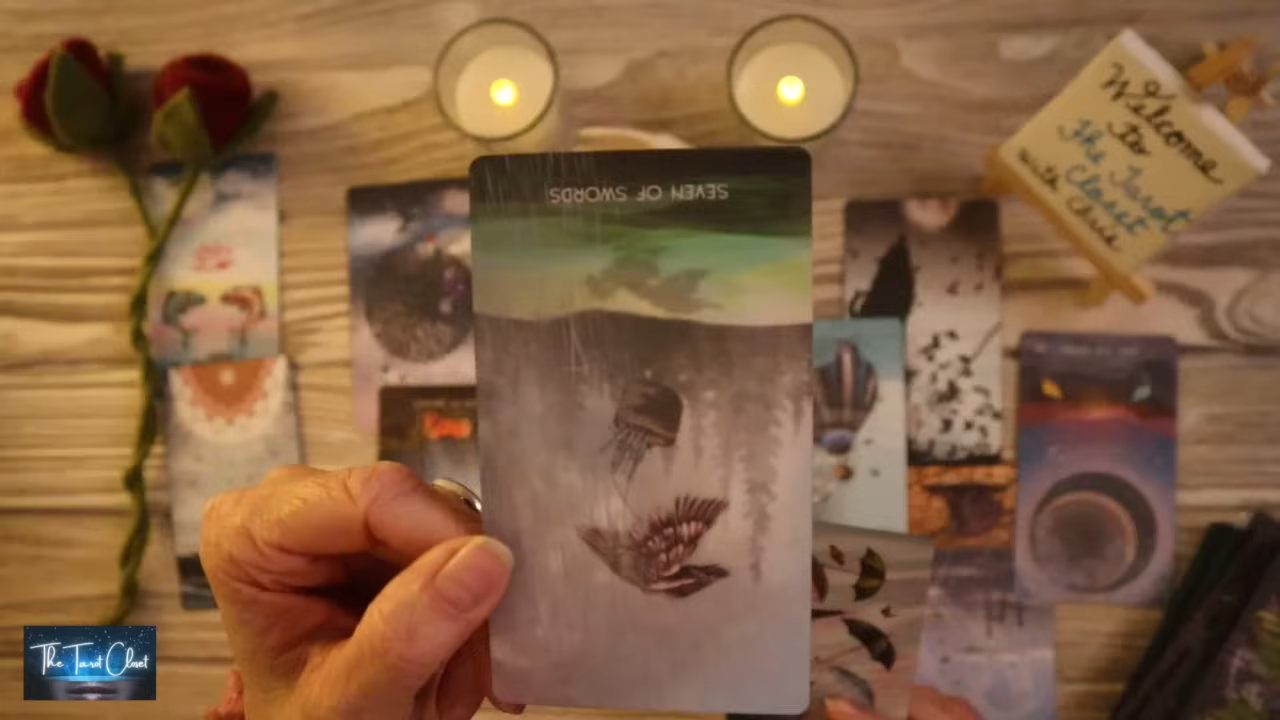 SEVEN OF SWORDS
Welcome
to
The Tarot
Closet
with Chris
The Tarot Closet